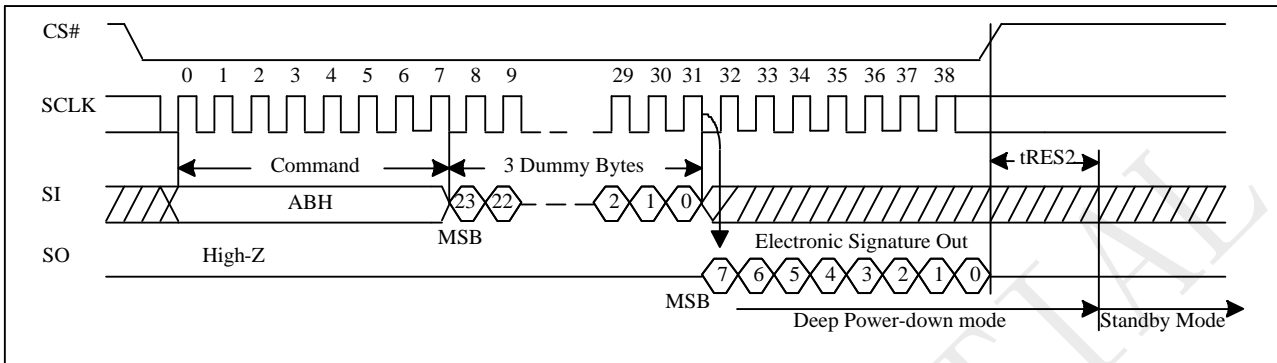 CS#
0 1 2 3 4 5 6 7 8 9 29 30 31 32 33 34 35 36 37 38
SCLK
Command 3 Dummy Bytes tRES2
SI ABH 23 22 2 1 0
MSB
SO High-Z Electronic Signature Out
7 6 5 4 3 2 1 0
MSB
Deep Power-down mode Standby Mode
TIAL